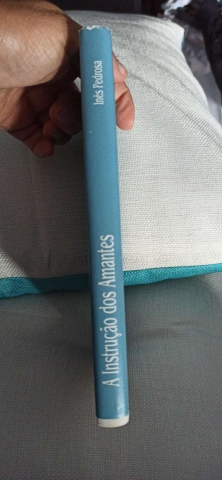 Inês Pedrosa
A Instrução dos Amantes